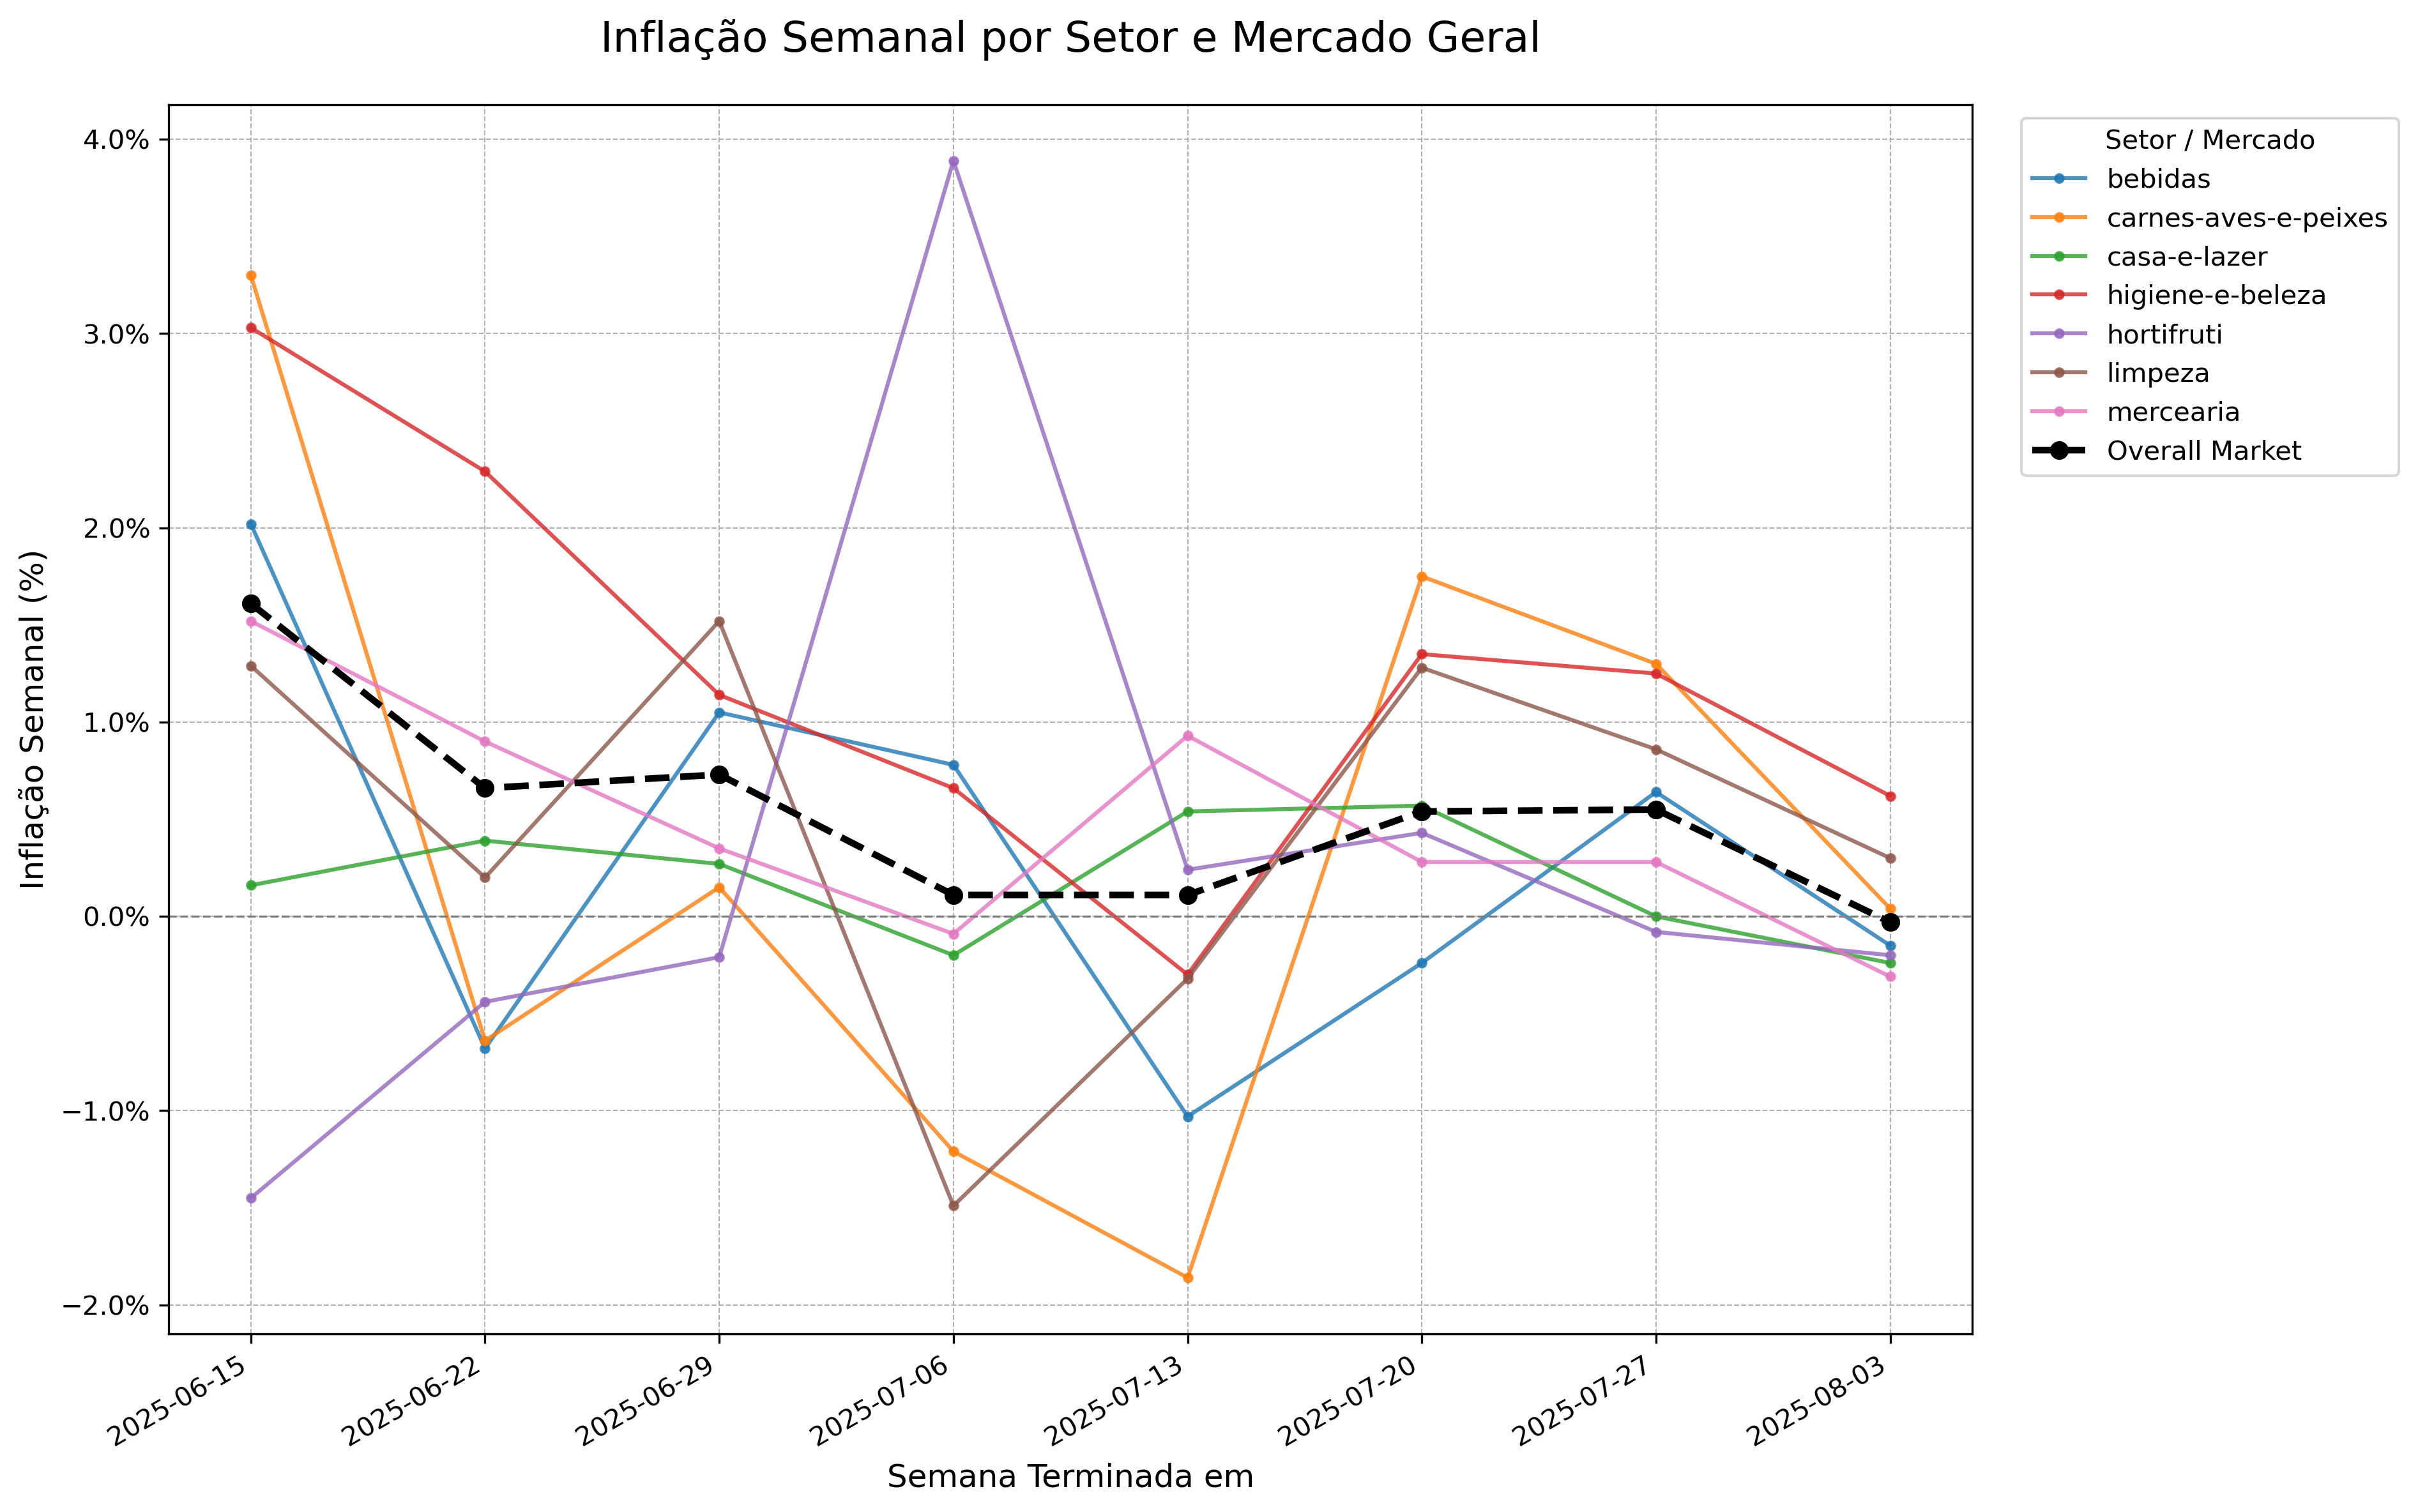 Inflação Semanal por Setor e Mercado Geral
Inflação Semanal (%)
4.0%
3.0%
2.0%
1.0%
0.0%
−1.0%
−2.0%
2025-06-15
2025-06-22
2025-06-29
2025-07-06
2025-07-13
2025-07-20
2025-07-27
2025-08-03
Semana Terminada em
Setor / Mercado
bebidas
carnes-aves-e-peixes
casa-e-lazer
higiene-e-beleza
hortifruti
limpeza
mercearia
Overall Market